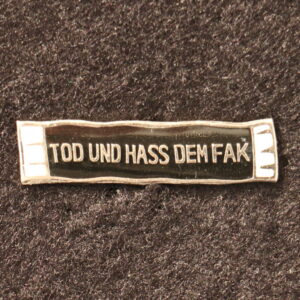 TOD UND HASS DEM FAK